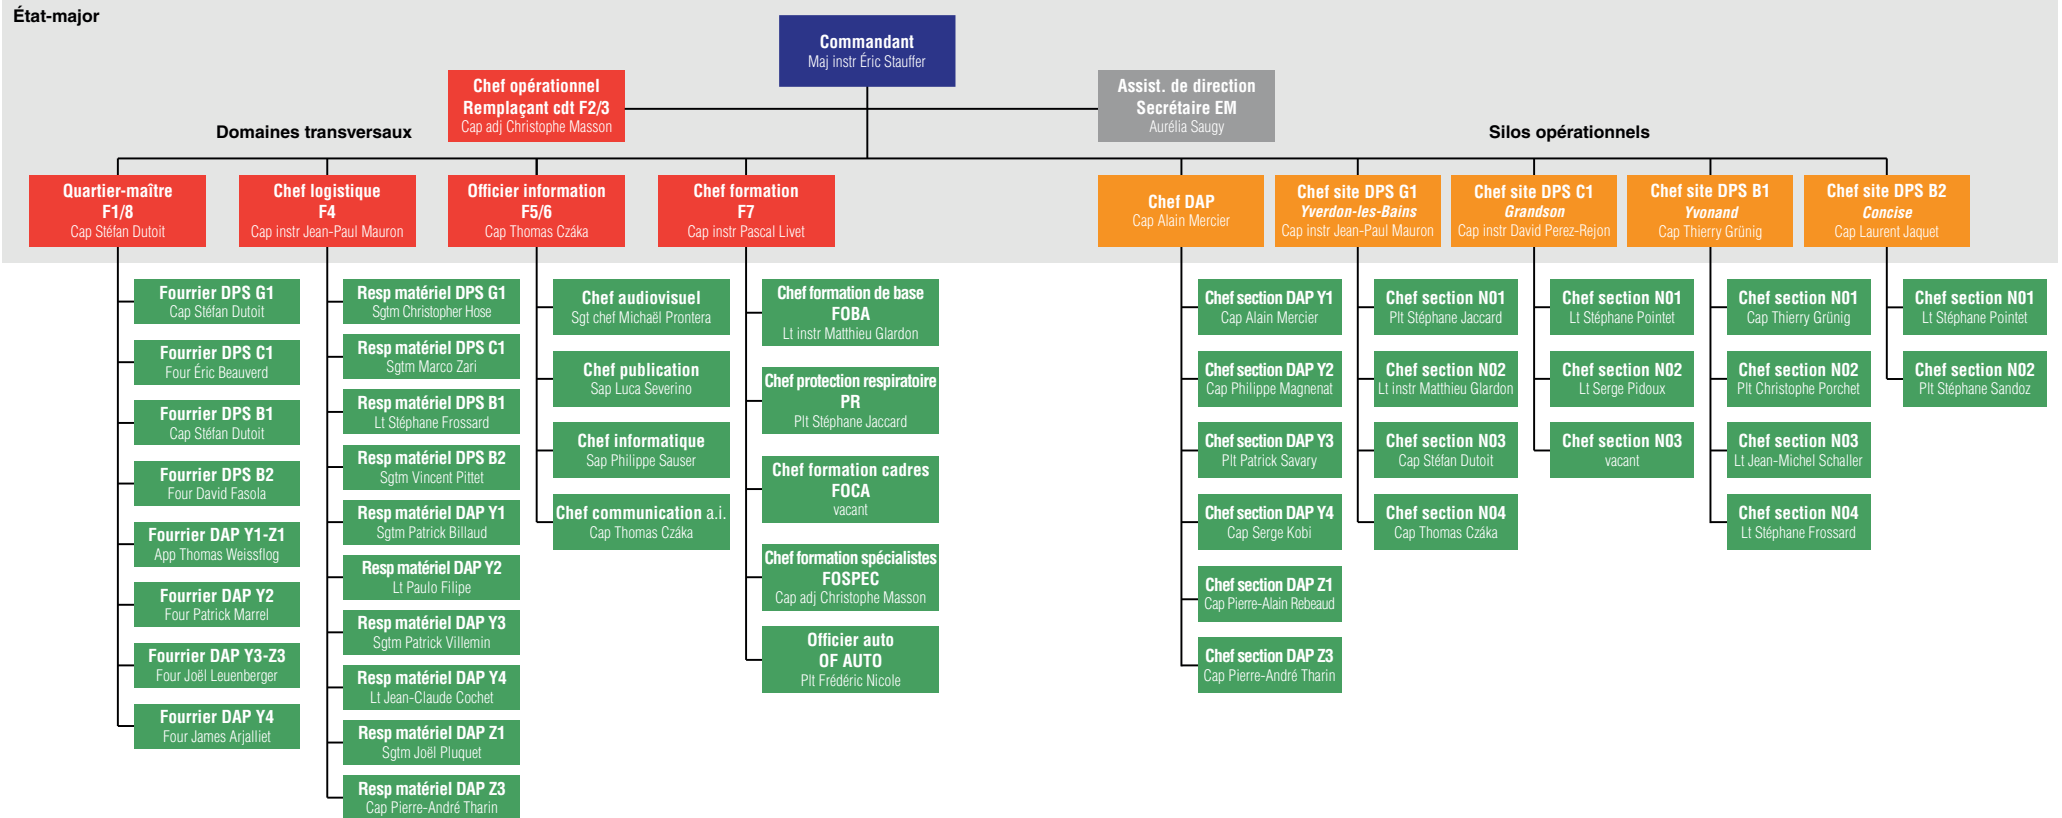 État-major
Commandant
Maj instr Éric Stauffer
Chef opérationnel
Remplaçant cdt F2/3
Cap adj Christophe Masson
Assist. de direction
Secrétaire EM
Aurélia Saugy
Domaines transversaux
Silos opérationnels
Quartier-maître
F1/8
Cap Stéfan Dutoit
Chef logistique
F4
Cap instr Jean-Paul Mauron
Officier information
F5/6
Cap Thomas Czáka
Chef formation
F7
Cap instr Pascal Livet
Chef DAP
Cap Alain Mercier
Chef site DPS G1
Yverdon-les-Bains
Cap instr Jean-Paul Mauron
Chef site DPS C1
Grandson
Cap instr David Perez-Rejon
Chef site DPS B1
Yvonand
Cap Thierry Grünig
Chef site DPS B2
Concise
Cap Laurent Jaquet
Fourrier DPS G1
Cap Stéfan Dutoit
Fourrier DPS C1
Four Éric Beauverd
Fourrier DPS B1
Cap Stéfan Dutoit
Fourrier DPS B2
Four David Fasola
Fourrier DAP Y1-Z1
App Thomas Weissflog
Fourrier DAP Y2
Four Patrick Marrel
Fourrier DAP Y3-Z3
Four Joël Leuenberger
Fourrier DAP Y4
Four James Arjalliet
Resp matériel DPS G1
Sgtm Christopher Hose
Resp matériel DPS C1
Sgtm Marco Zari
Resp matériel DPS B1
Lt Stéphane Frossard
Resp matériel DPS B2
Sgtm Vincent Pittet
Resp matériel DAP Y1
Sgtm Patrick Billaud
Resp matériel DAP Y2
Lt Paulo Filipe
Resp matériel DAP Y3
Sgtm Patrick Villemin
Resp matériel DAP Y4
Lt Jean-Claude Cochet
Resp matériel DAP Z1
Sgtm Joël Pluquet
Resp matériel DAP Z3
Cap Pierre-André Tharin
Chef audiovisuel
Sgt chef Michaël Prontera
Chef publication
Sap Luca Severino
Chef informatique
Sap Philippe Sauser
Chef communication a.i.
Cap Thomas Czáka
Chef formation de base
FOBA
Lt instr Matthieu Glardon
Chef protection respiratoire
PR
Plt Stéphane Jaccard
Chef formation cadres
FOCA
vacant
Chef formation spécialistes
FOSPEC
Cap adj Christophe Masson
Officier auto
OF AUTO
Plt Frédéric Nicole
Chef section DAP Y1
Cap Alain Mercier
Chef section DAP Y2
Cap Philippe Magnenat
Chef section DAP Y3
Plt Patrick Savary
Chef section DAP Y4
Cap Serge Kobi
Chef section DAP Z1
Cap Pierre-Alain Rebeaud
Chef section DAP Z3
Cap Pierre-André Tharin
Chef section N01
Plt Stéphane Jaccard
Chef section N02
Lt instr Matthieu Glardon
Chef section N03
Cap Stéfan Dutoit
Chef section N04
Cap Thomas Czáka
Chef section N01
Lt Stéphane Pointet
Chef section N02
Lt Serge Pidoux
Chef section N03
vacant
Chef section N01
Cap Thierry Grünig
Chef section N02
Plt Christophe Porchet
Chef section N03
Lt Jean-Michel Schaller
Chef section N04
Lt Stéphane Frossard
Chef section N01
Lt Stéphane Pointet
Chef section N02
Plt Stéphane Sandoz